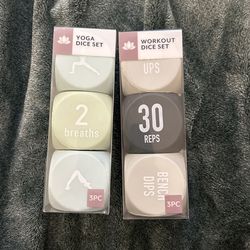 YOGA
DICE SET
2
breaths
3PC
WORKOUT
DICE SET
UPS
30
REPS
BENCH
DIPS
3PC